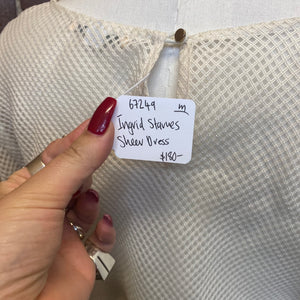 67249 m
Ingrid Starnes
Sheer Dress
$180-